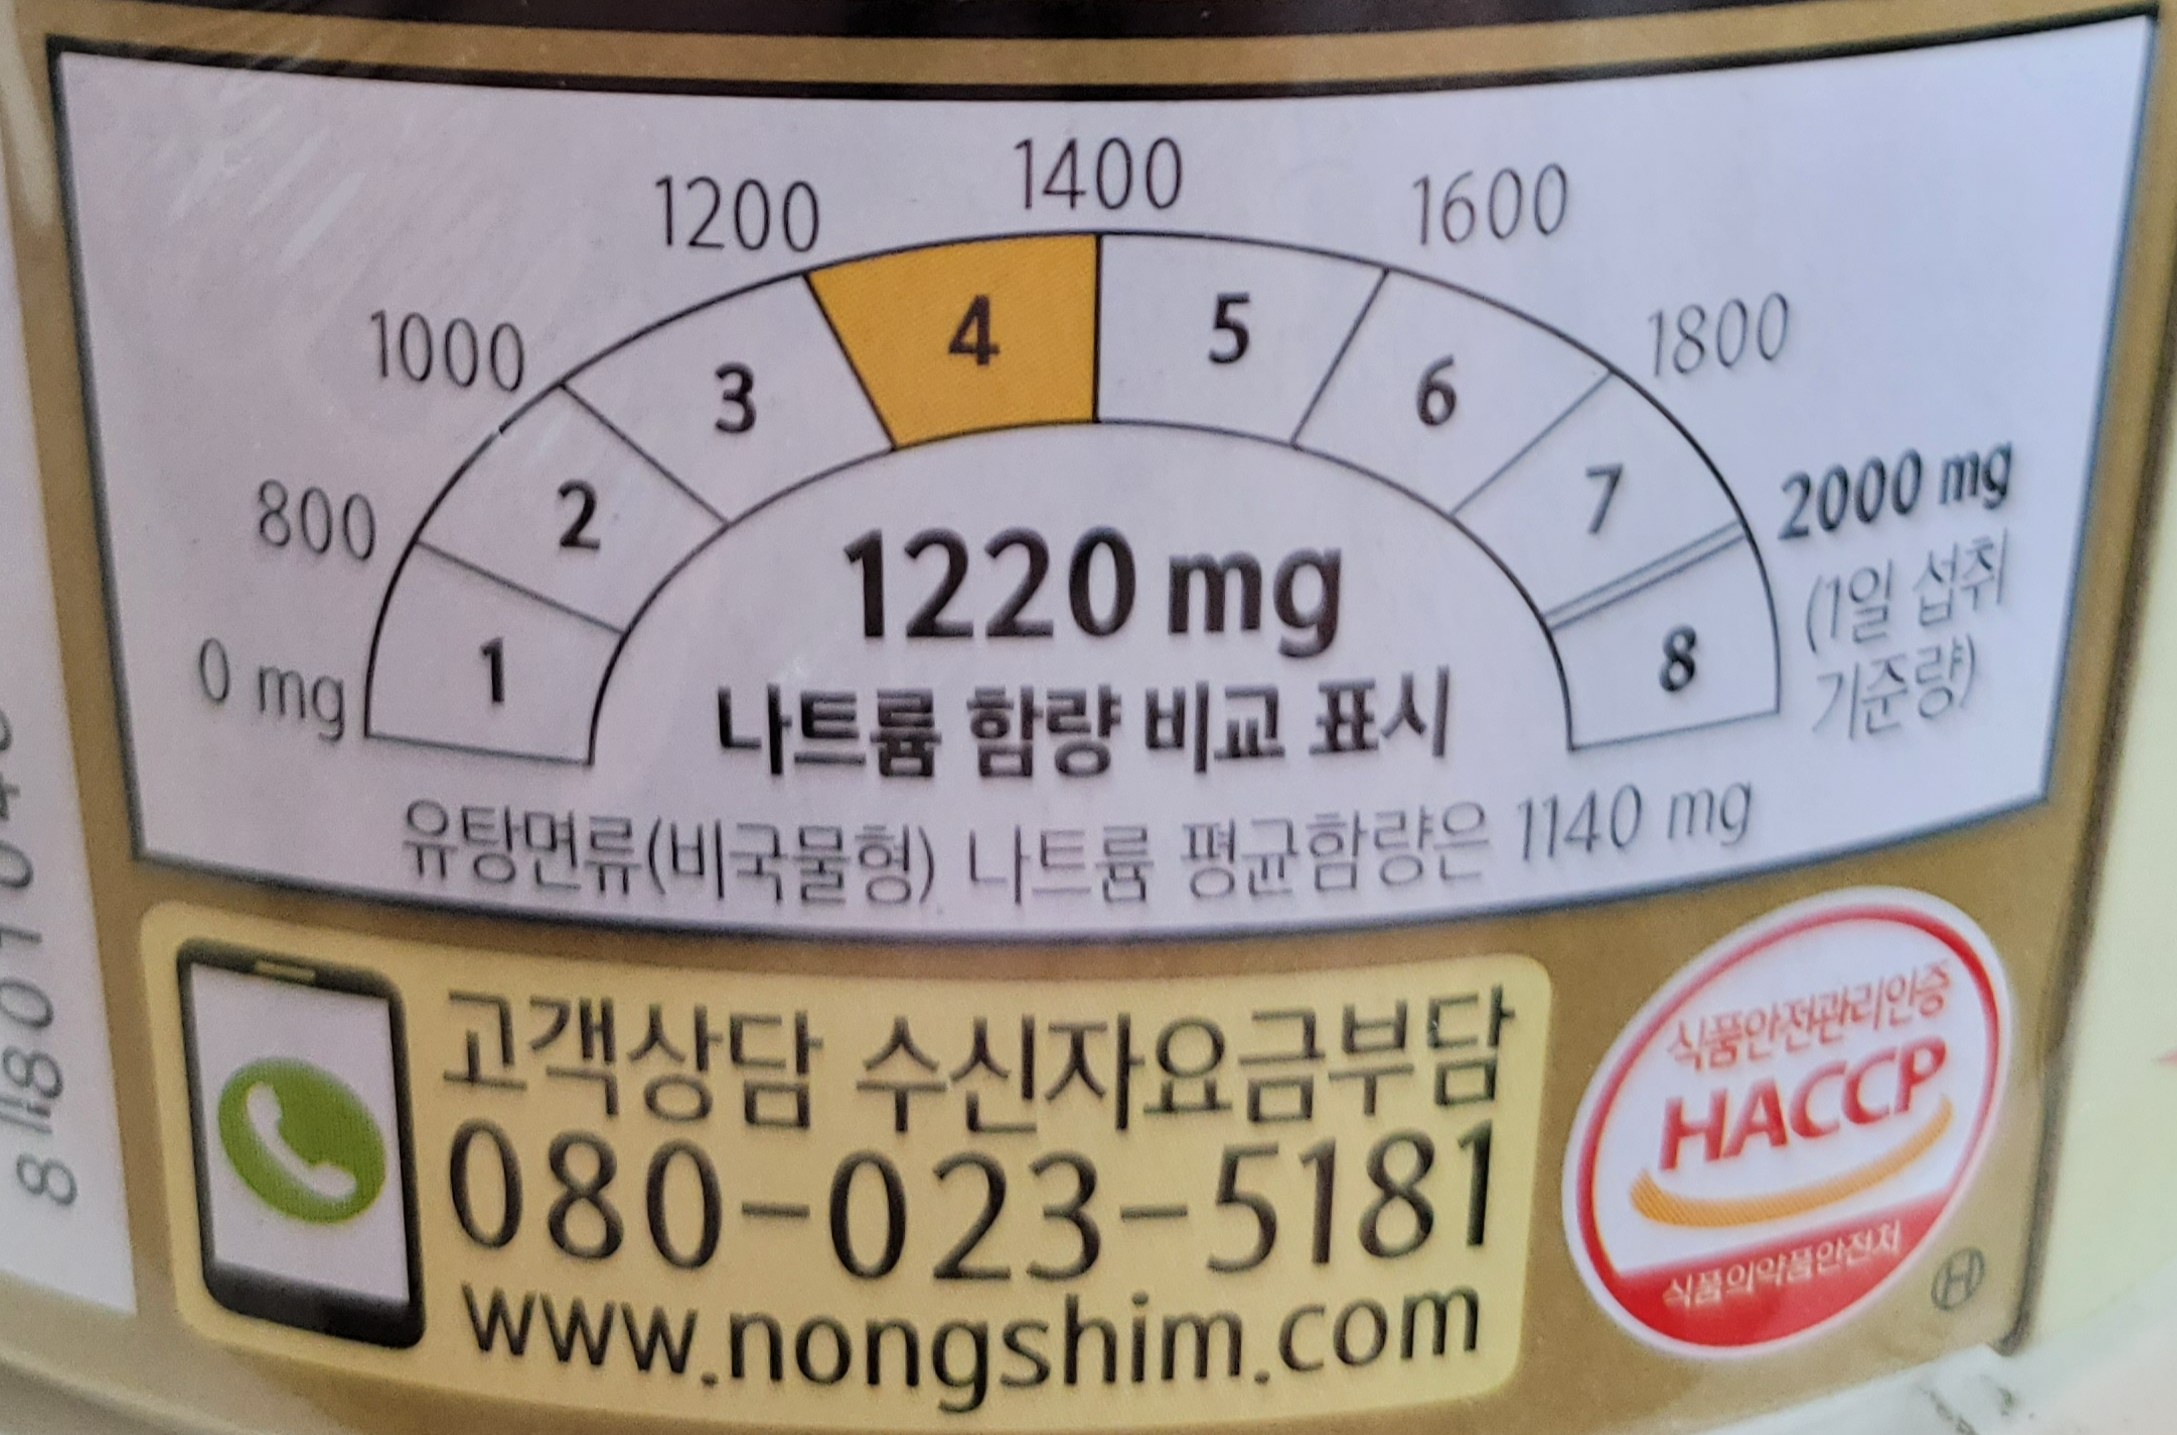 1400
1200
1600
1000
1800
4
5
3
6
800
2
7
2000 mg
(1일 섭취
기준량)
0 mg
1
8
1220 mg
나트륨 함량 비교 표시
유탕면류(비국물형) 나트륨 평균함량은 1140 mg
고객상담 수신자요금부담
080-023-5181
www.nongshim.com
식품안전관리인증
HACCP
식품의약품안전처
H